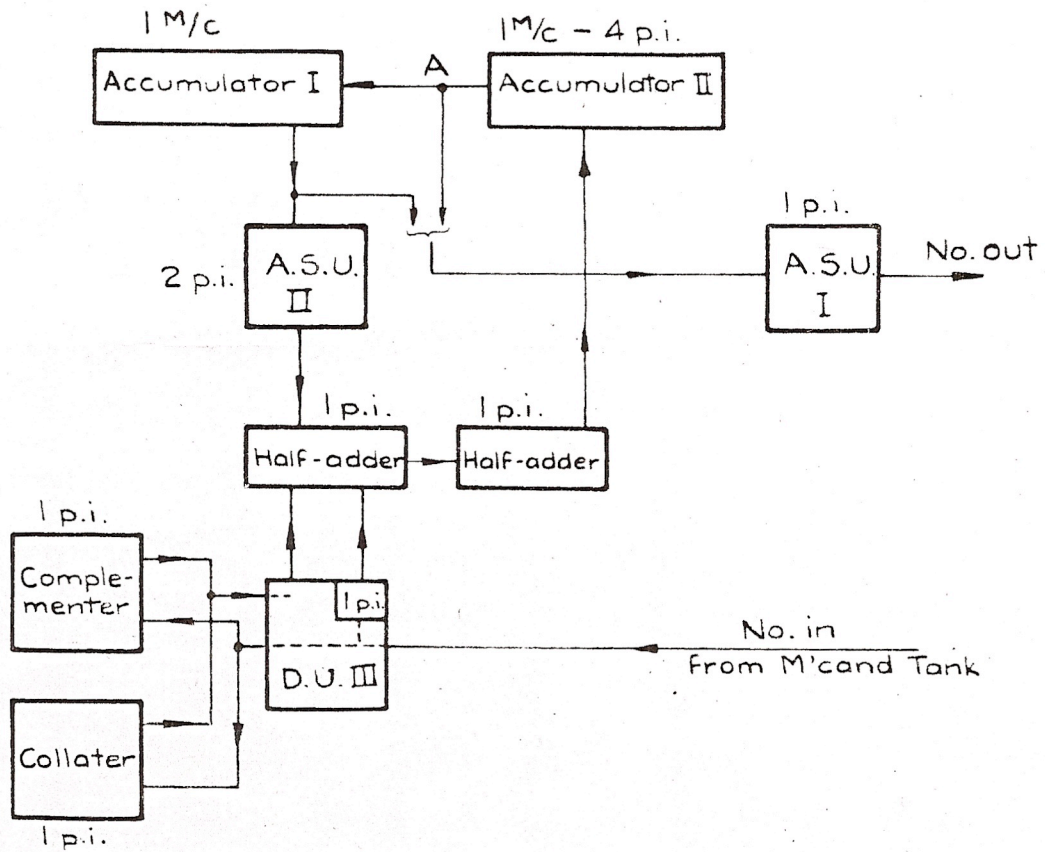 1 M/c
Accumulator I
A
1 M/c - 4 p.i.
Accumulator II
2 p.i.
A.S.U.
II
1 p.i.
A.S.U.
I
No. out
1 p.i.
Half-adder
1 p.i.
Half-adder
1 p.i.
Comple-
menter
1 p.i.
D.U. III
No. in
from M'cand Tank
Collater
1 p.i.